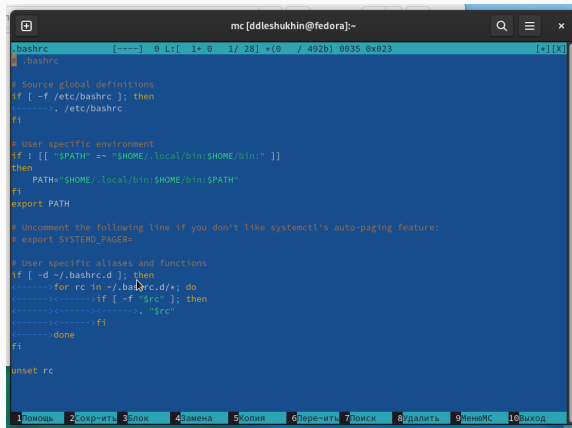 mc [ddleshukhin@fedora]:~
.bashrc [----] 0 L:[ 1+ 0 1/ 28] *(0 / 492b) 0035 0x023 [*][X]
# .bashrc
# Source global definitions
if [ -f /etc/bashrc ]; then
<------>. /etc/bashrc
fi
# User specific environment
if ! [[ "$PATH" =~ "$HOME/.local/bin:$HOME/bin:" ]]
then
PATH="$HOME/.local/bin:$HOME/bin:$PATH"
fi
export PATH
# Uncomment the following line if you don't like systemctl's auto-paging feature:
# export SYSTEMD_PAGER=
# User specific aliases and functions
if [ -d ~/.bashrc.d ]; then
<------>for rc in ~/.bashrc.d/*; do
<------><------>if [ -f "$rc" ]; then
<------><------><------>. "$rc"
<------><------>fi
<------>done
fi
unset rc
1Помощь 2Сохр~ить 3Блок 4Замена 5Копия 6Пере~ить 7Поиск 8Удалить 9МенюMC 10Выход